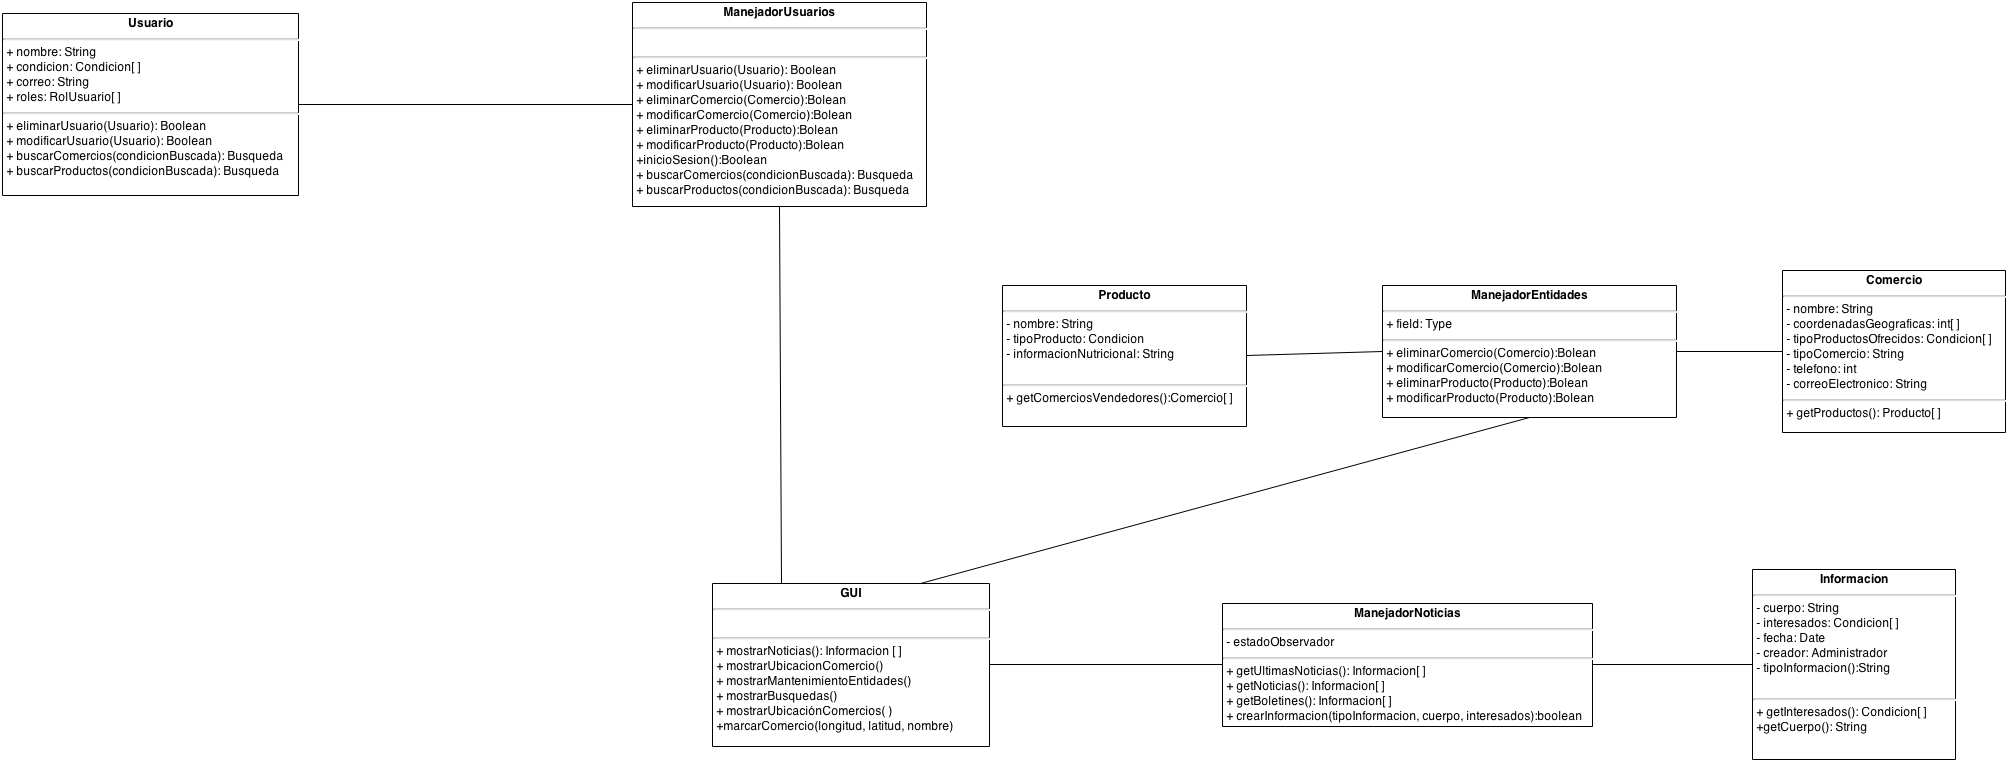 Usuario
+ nombre: String
+ condicion: Condicion[ ]
+ correo: String
+ roles: RolUsuario[ ]
+ eliminarUsuario(Usuario): Boolean
+ modificarUsuario(Usuario): Boolean
+ buscarComercios(condicionBuscada): Busqueda
+ buscarProductos(condicionBuscada): Busqueda
ManejadorUsuarios
+ eliminarUsuario(Usuario): Boolean
+ modificarUsuario(Usuario): Boolean
+ eliminarComercio(Comercio):Bolean
+ modificarComercio(Comercio):Bolean
+ eliminarProducto(Producto):Bolean
+ modificarProducto(Producto):Bolean
+inicioSesion():Boolean
+ buscarComercios(condicionBuscada): Busqueda
+ buscarProductos(condicionBuscada): Busqueda
Producto
- nombre: String
- tipoProducto: Condicion
- informacionNutricional: String
+ getComerciosVendedores():Comercio[ ]
ManejadorEntidades
+ field: Type
+ eliminarComercio(Comercio):Bolean
+ modificarComercio(Comercio):Bolean
+ eliminarProducto(Producto):Bolean
+ modificarProducto(Producto):Bolean
Comercio
- nombre: String
- coordenadasGeograficas: int[ ]
- tipoProductosOfrecidos: Condicion[ ]
- tipoComercio: String
- telefono: int
- correoElectronico: String
+ getProductos(): Producto[ ]
GUI
+ mostrarNoticias(): Informacion [ ]
+ mostrarUbicacionComercio()
+ mostrarMantenimientoEntidades()
+ mostrarBusquedas()
+ mostrarUbicaciónComercios( )
+marcarComercio(longitud, latitud, nombre)
ManejadorNoticias
- estadoObservador
+ getUltimasNoticias(): Informacion[ ]
+ getNoticias(): Informacion[ ]
+ getBoletines(): Informacion[ ]
+ crearInformacion(tipoInformacion, cuerpo, interesados):boolean
Informacion
- cuerpo: String
- interesados: Condicion[ ]
- fecha: Date
- creador: Administrador
- tipoInformacion():String
+ getInteresados(): Condicion[ ]
+getCuerpo(): String